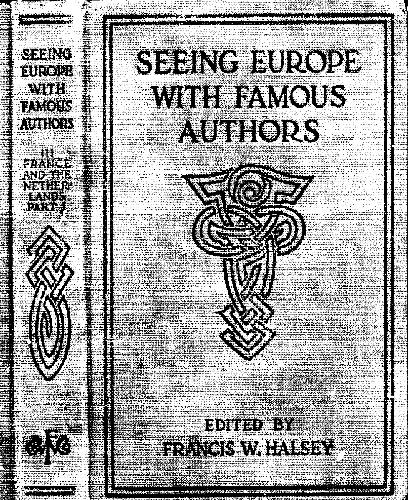 SEEING
EUROPE
WITH
FAMOUS
AUTHORS
III
FRANCE
AND THE
NETHER
LANDS
PART I
SEEING EUROPE
WITH FAMOUS
AUTHORS
EDITED BY
FRANCIS W. HALSEY